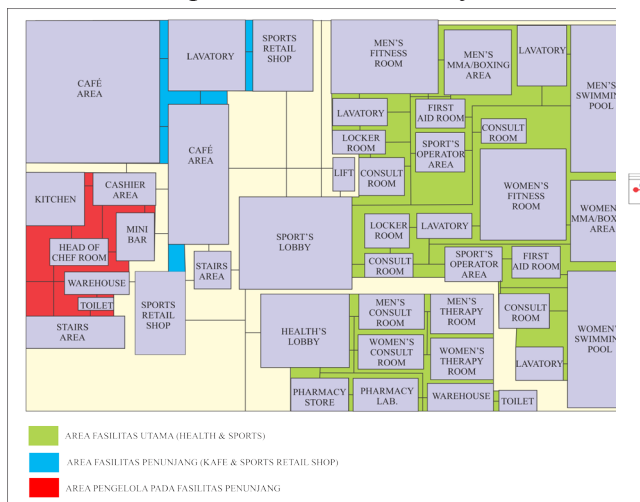 CAFÉ
AREA
LAVATORY
SPORTS
RETAIL
SHOP
MEN'S
FITNESS
ROOM
MEN'S
MMA/BOXING
AREA
LAVATORY
MEN'S
SWIMMIN
POOL
CAFÉ
AREA
LAVATORY
FIRST
AID ROOM
CONSULT
ROOM
LOCKER
ROOM
SPORT'S
OPERATOR
AREA
LIFT
CONSULT
ROOM
KITCHEN
CASHIER
AREA
WOMEN'S
FITNESS
ROOM
WOMEN'S
MMA/BOXING
AREA
MINI
BAR
HEAD OF
CHEF ROOM
SPORT'S
LOBBY
LOCKER
ROOM
LAVATORY
WAREHOUSE
STAIRS
AREA
CONSULT
ROOM
SPORT'S
OPERATOR
AREA
FIRST
AID ROOM
TOILET
SPORTS
RETAIL
SHOP
STAIRS
AREA
HEALTH'S
LOBBY
MEN'S
CONSULT
ROOM
MEN'S
THERAPY
ROOM
CONSULT
ROOM
WOMEN'S
SWIMMIN
POOL
WOMEN'S
CONSULT
ROOM
WOMEN'S
THERAPY
ROOM
LAVATORY
PHARMACY
STORE
PHARMACY
LAB.
WAREHOUSE
TOILET
AREA FASILITAS UTAMA (HEALTH & SPORTS)
AREA FASILITAS PENUNJANG (KAFE & SPORTS RETAIL SHOP)
AREA PENGELOLA PADA FASILITAS PENUNJANG